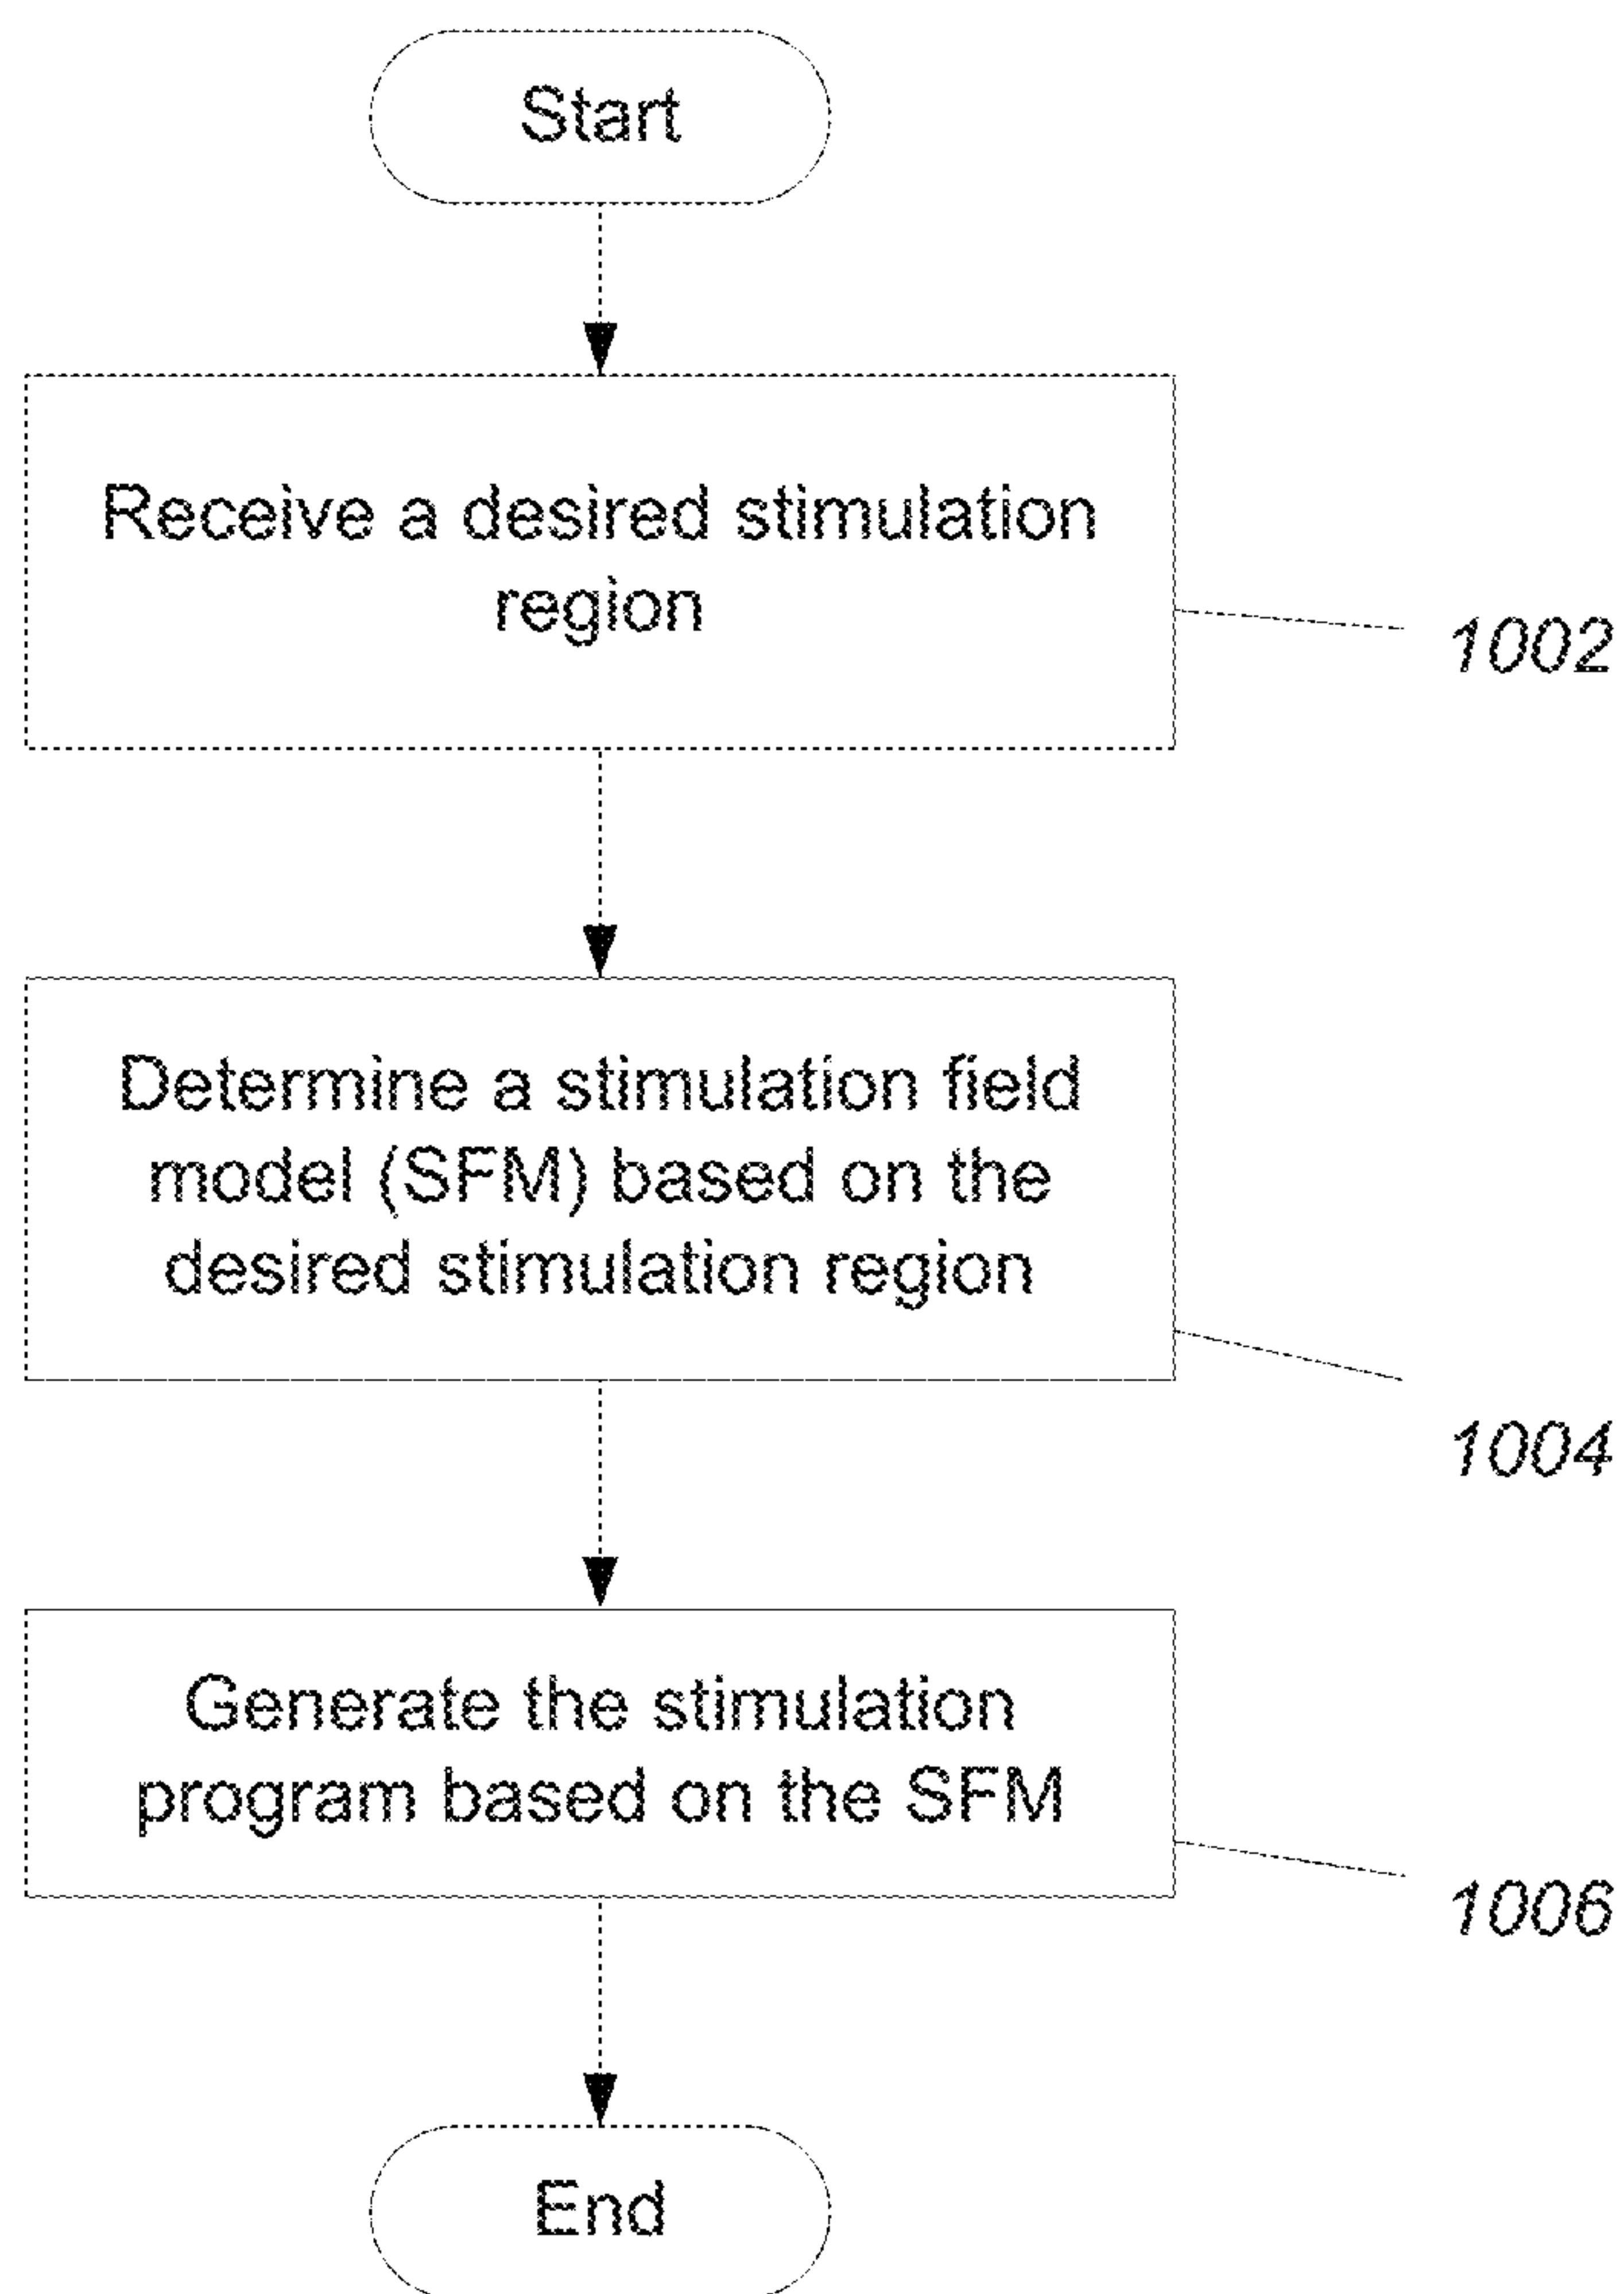 Start
Receive a desired stimulation
region
1002
Determine a stimulation field
model (SFM) based on the
desired stimulation region
1004
Generate the stimulation
program based on the SFM
1006
End